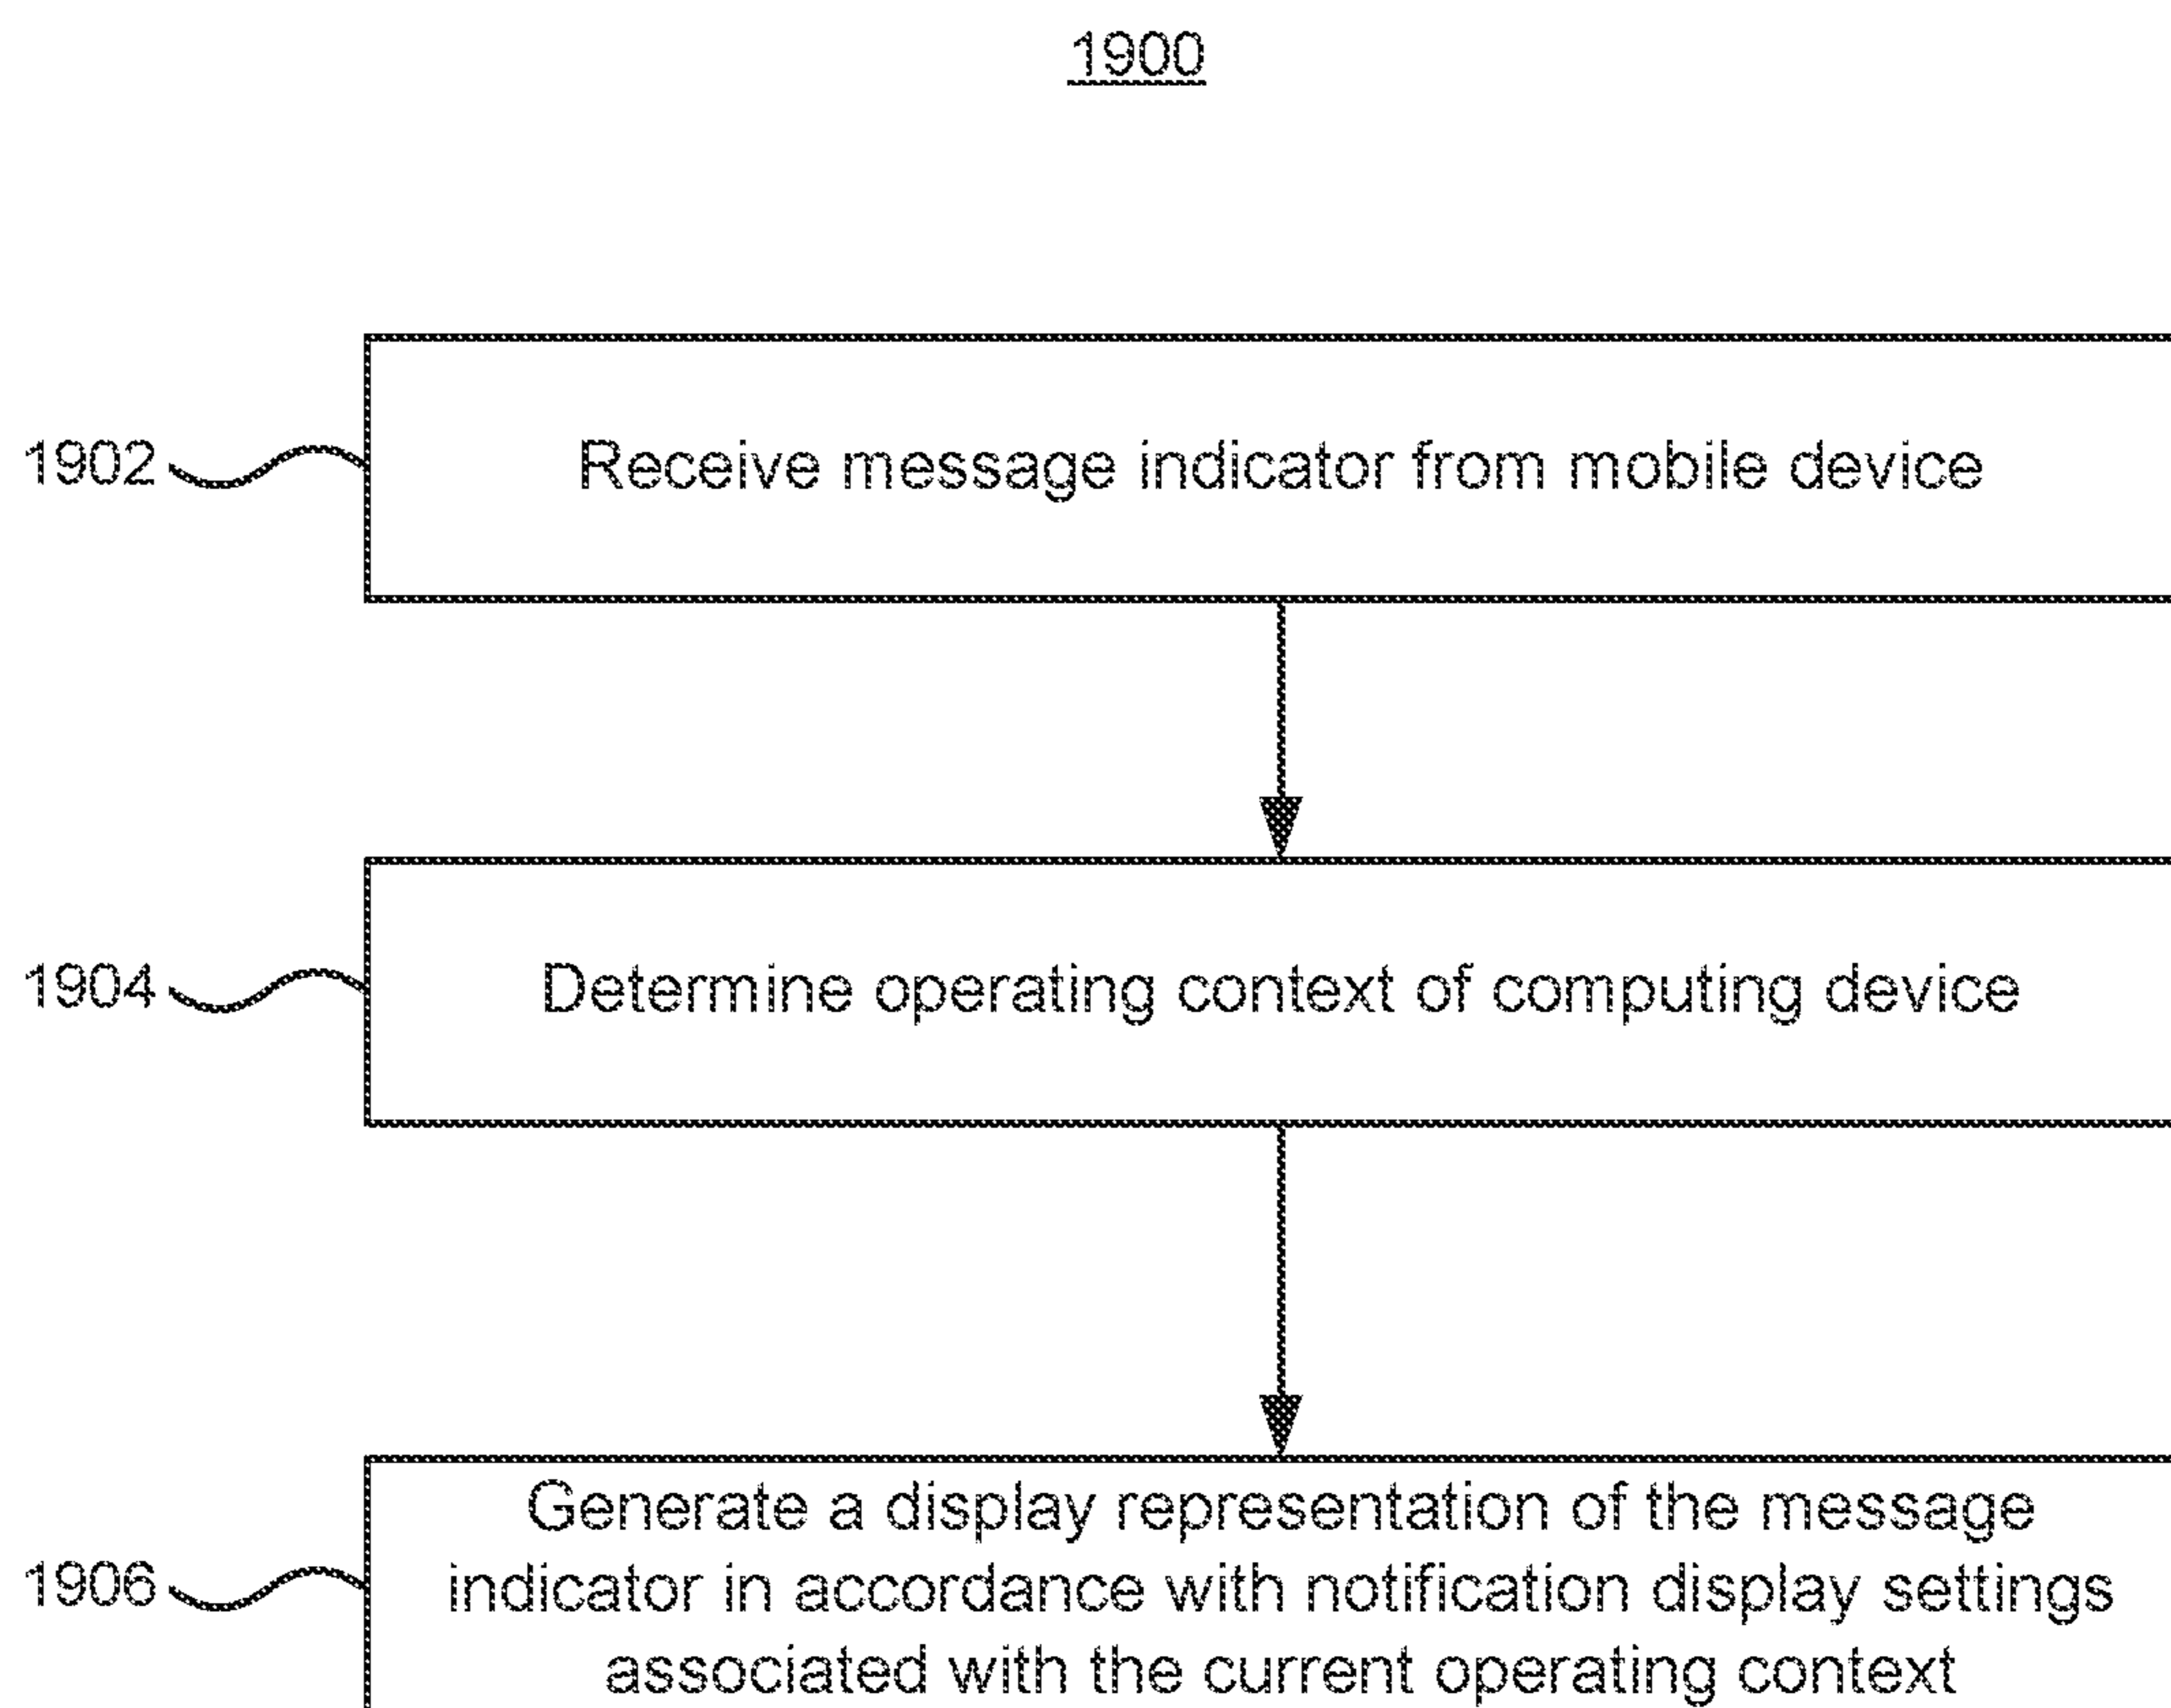 1900
1902
Receive message indicator from mobile device
1904
Determine operating context of computing device
Generate a display representation of the message
1906
indicator in accordance with notification display settings
associated with the current operating context